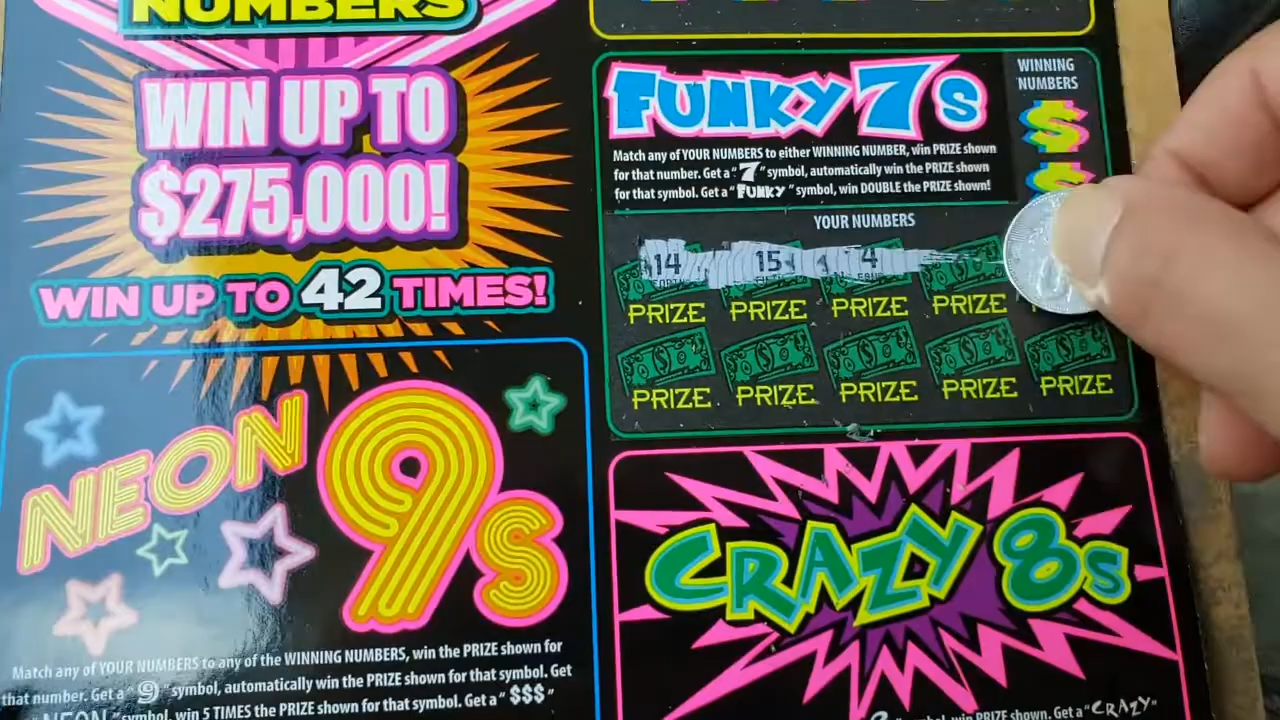 NUMBERS
WIN UP TO
$275,000!
WIN UP TO 42 TIMES!
NEON 9s
Match any of YOUR NUMBERS to any of the WINNING NUMBERS, win the PRIZE shown for
that number. Get a "9" symbol, automatically win the PRIZE shown for that symbol. Get
"NEON" symbol, win 5 TIMES the PRIZE shown for that symbol. Get a "$$$"
FUNKY 7s
WINNING
NUMBERS
Match any of YOUR NUMBERS to either WINNING NUMBER, win PRIZE shown
for that number. Get a "7" symbol, automatically win the PRIZE shown
for that symbol. Get a "FUNKY" symbol, win DOUBLE the PRIZE shown!
YOUR NUMBERS
14 15 4
PRIZE PRIZE PRIZE PRIZE
PRIZE PRIZE PRIZE PRIZE PRIZE
CRAZY 8s
symbol, win PRIZE shown. Get a "CRAZY"